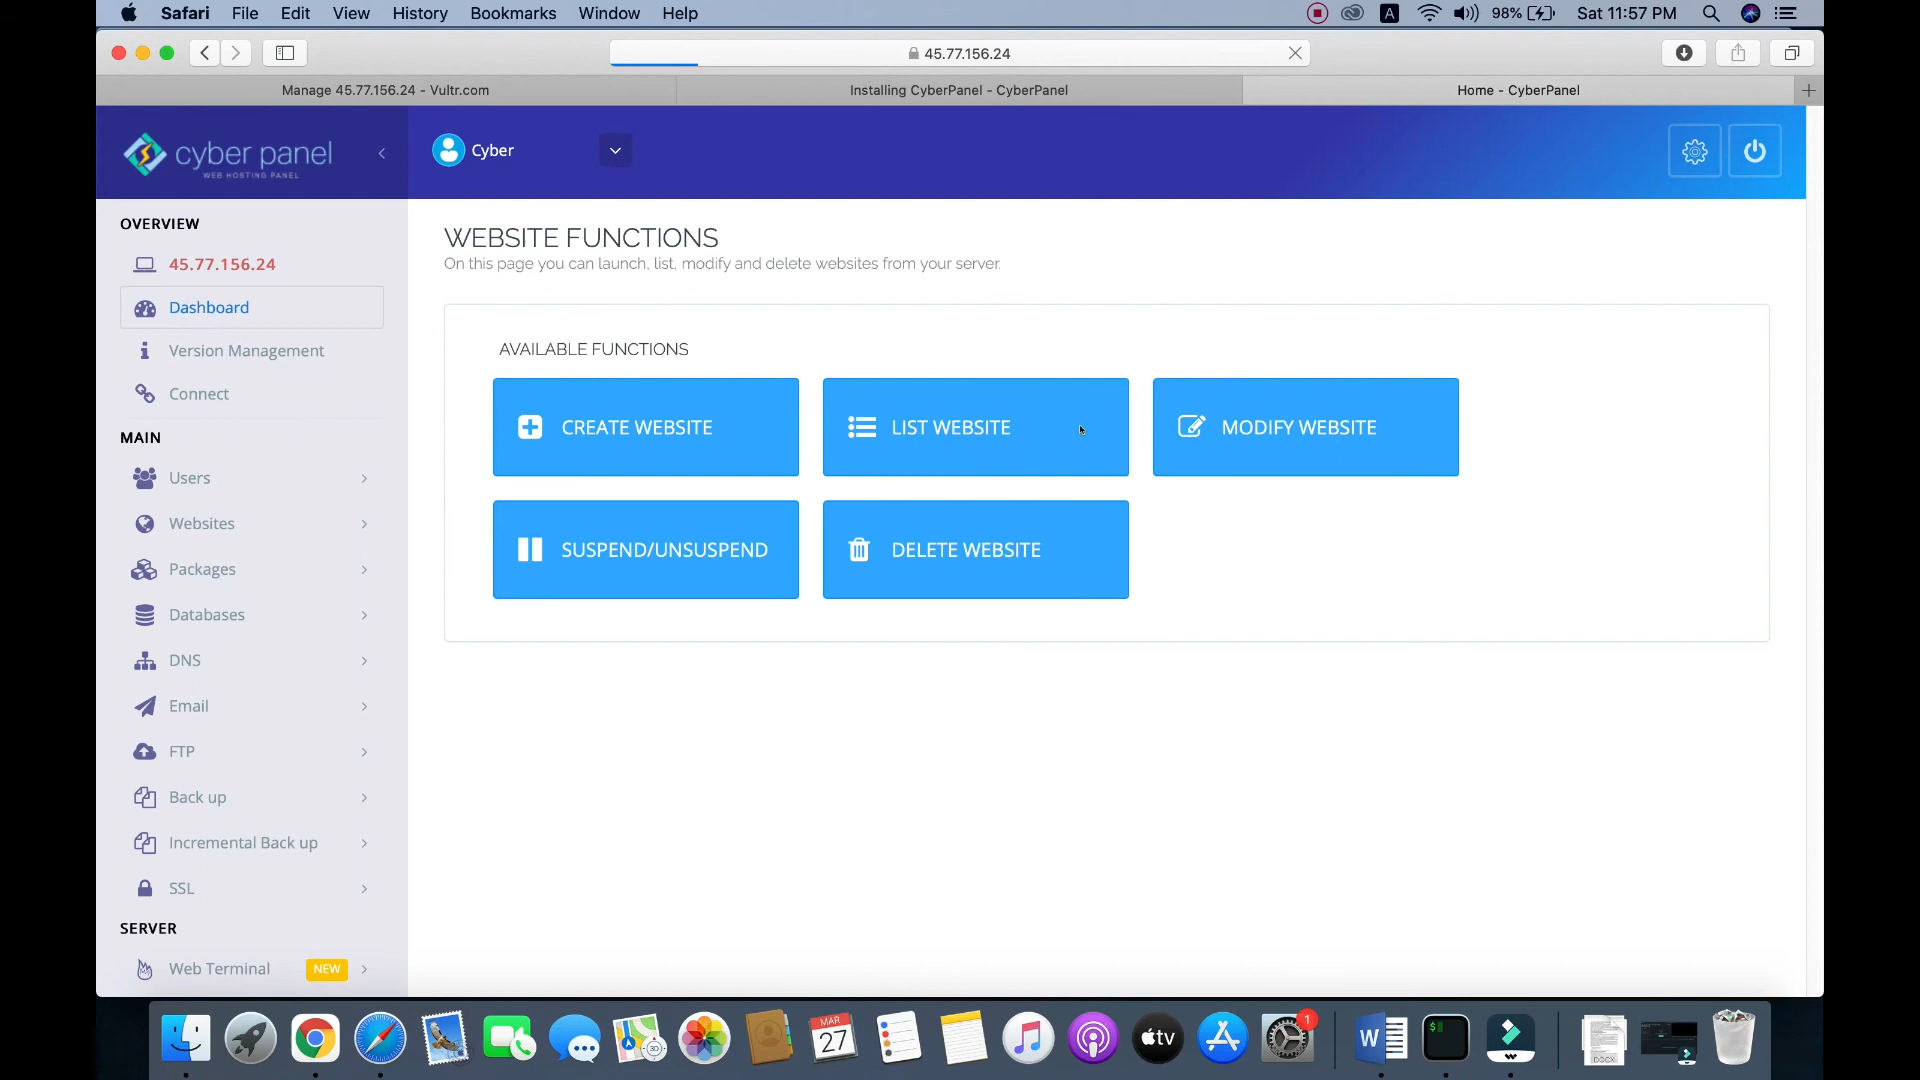 Safari File Edit View History Bookmarks Window Help
A 98% Sat 11:57 PM
45.77.156.24
Manage 45.77.156.24 - Vultr.com
Installing CyberPanel - CyberPanel
Home - CyberPanel
cyber panel
WEB HOSTING PANEL
Cyber
OVERVIEW
45.77.156.24
Dashboard
Version Management
Connect
MAIN
Users
Websites
Packages
Databases
DNS
Email
FTP
Back up
Incremental Back up
SSL
SERVER
Web Terminal NEW
WEBSITE FUNCTIONS
On this page you can launch, list, modify and delete websites from your server.
AVAILABLE FUNCTIONS
CREATE WEBSITE
LIST WEBSITE
MODIFY WEBSITE
SUSPEND/UNSUSPEND
DELETE WEBSITE
MAR
27
tv
1
W
$
DOCX